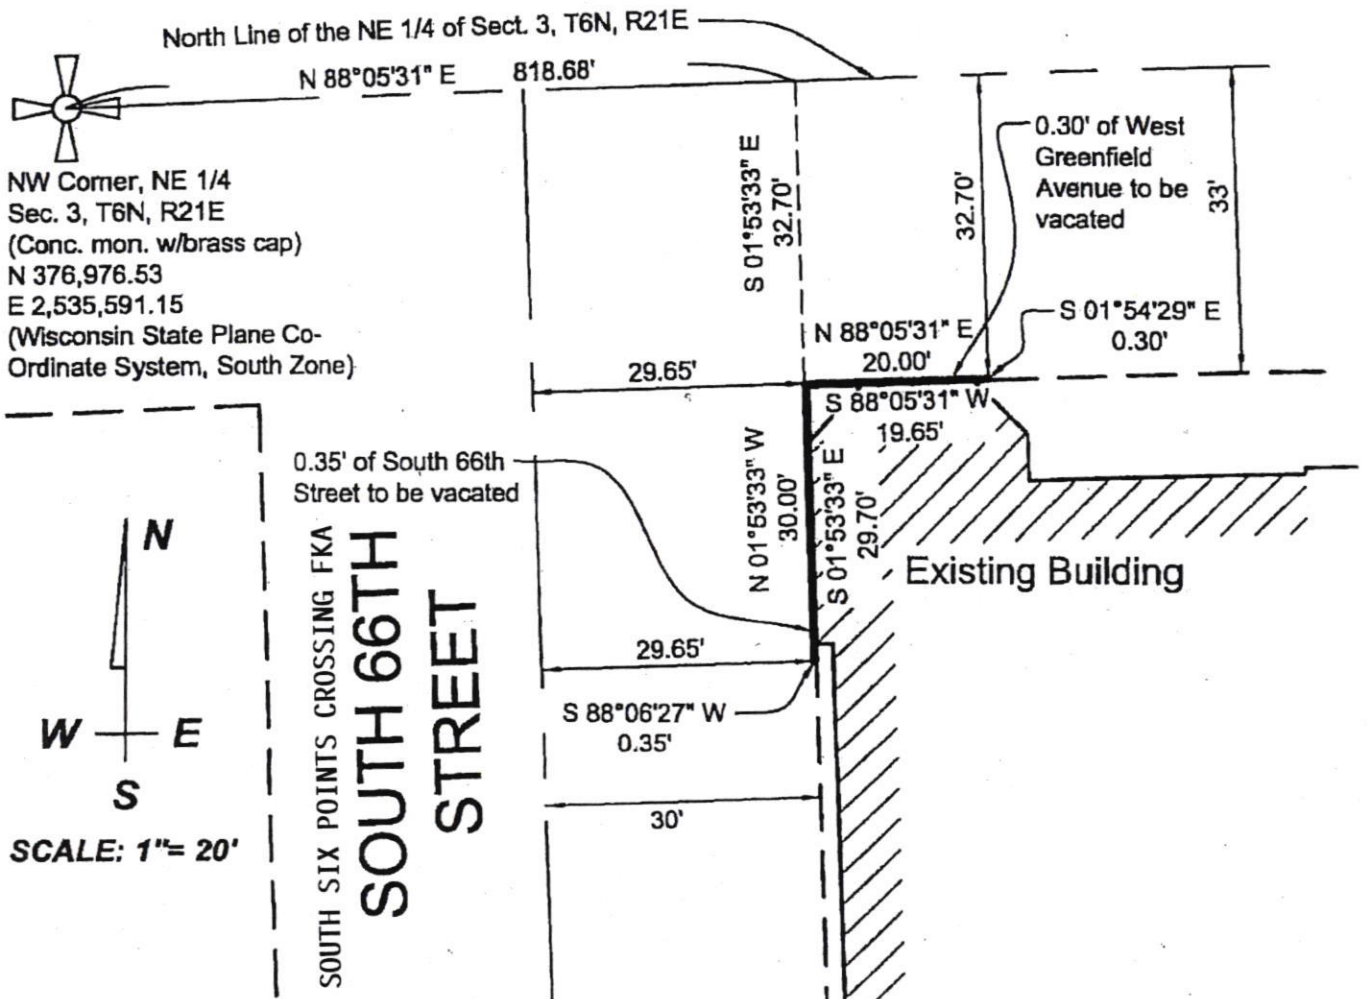 North Line of the NE 1/4 of Sect. 3, T6N, R21E
N 88°05'31" E
818.68'
NW Corner, NE 1/4
Sec. 3, T6N, R21E
(Conc. mon. w/brass cap)
N 376,976.53
E 2,535,591.15
(Wisconsin State Plane Co-
Ordinate System, South Zone)
S 01°53'33" E
32.70'
32.70'
0.30' of West
Greenfield
Avenue to be
vacated
33'
S 01°54'29" E
0.30'
N 88°05'31" E
20.00'
29.65'
S 88°05'31" W
19.65'
0.35' of South 66th
Street to be vacated
N 01°53'33" W
30.00'
S 01°53'33" E
29.70'
Existing Building
SOUTH SIX POINTS CROSSING FKA
SOUTH 66TH
STREET
29.65'
S 88°06'27" W
0.35'
30'
N
W
E
S
SCALE: 1"= 20'